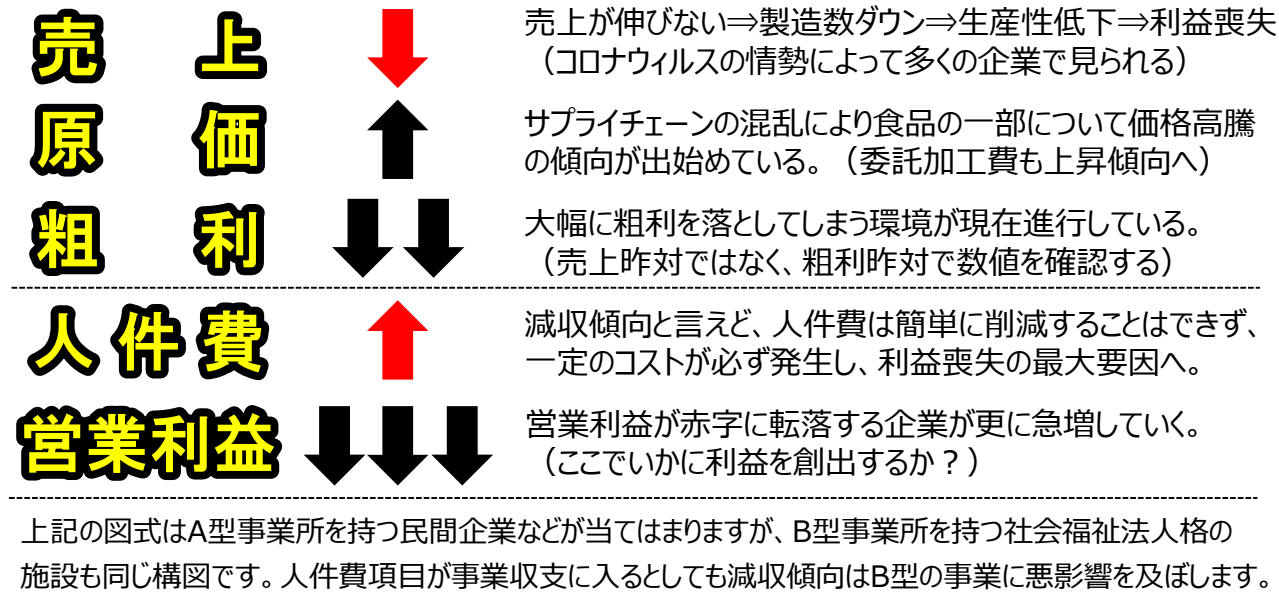 売上
売上が伸びない⇒製造数ダウン⇒生産性低下⇒利益喪失
（コロナウィルスの情勢によって多くの企業で見られる）
原価
サプライチェーンの混乱により食品の一部について価格高騰
の傾向が出始めている。（委託加工費も上昇傾向へ）
粗利
大幅に粗利を落としてしまう環境が現在進行している。
（売上昨対ではなく、粗利昨対で数値を確認する）
人件費
減収傾向と言えど、人件費は簡単に削減することはできず、
一定のコストが必ず発生し、利益喪失の最大要因へ。
営業利益
営業利益が赤字に転落する企業が更に急増していく。
（ここでいかに利益を創出するか？）
上記の図式はA型事業所を持つ民間企業などが当てはまりますが、B型事業所を持つ社会福祉法人格の
施設も同じ構図です。人件費項目が事業収支に入るとしても減収傾向はB型の事業に悪影響を及ぼします。